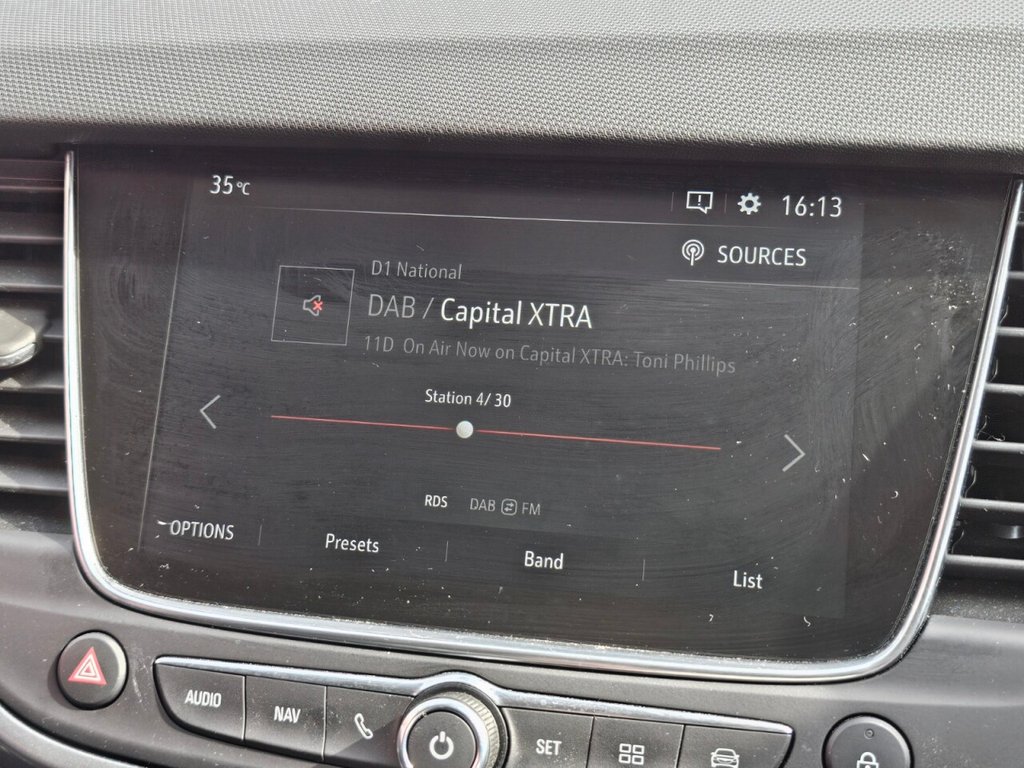 35°C
16:13
SOURCES
D1 National
DAB / Capital XTRA
11D On Air Now on Capital XTRA: Toni Phillips
Station 4/30
RDS DAB FM
OPTIONS Presets Band List
AUDIO NAV SET